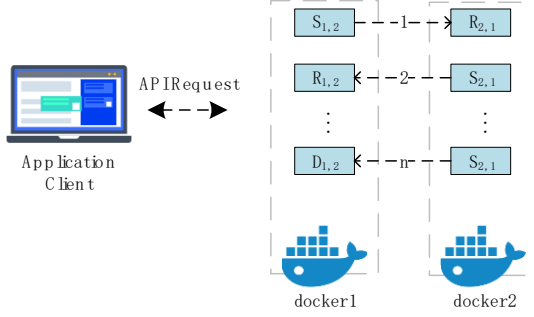 S1,2 1 R2,1
APIRequest
R1,2 2 S2,1
⋮ ⋮
Application
Client
D1,2 n S2,1
docker1 docker2